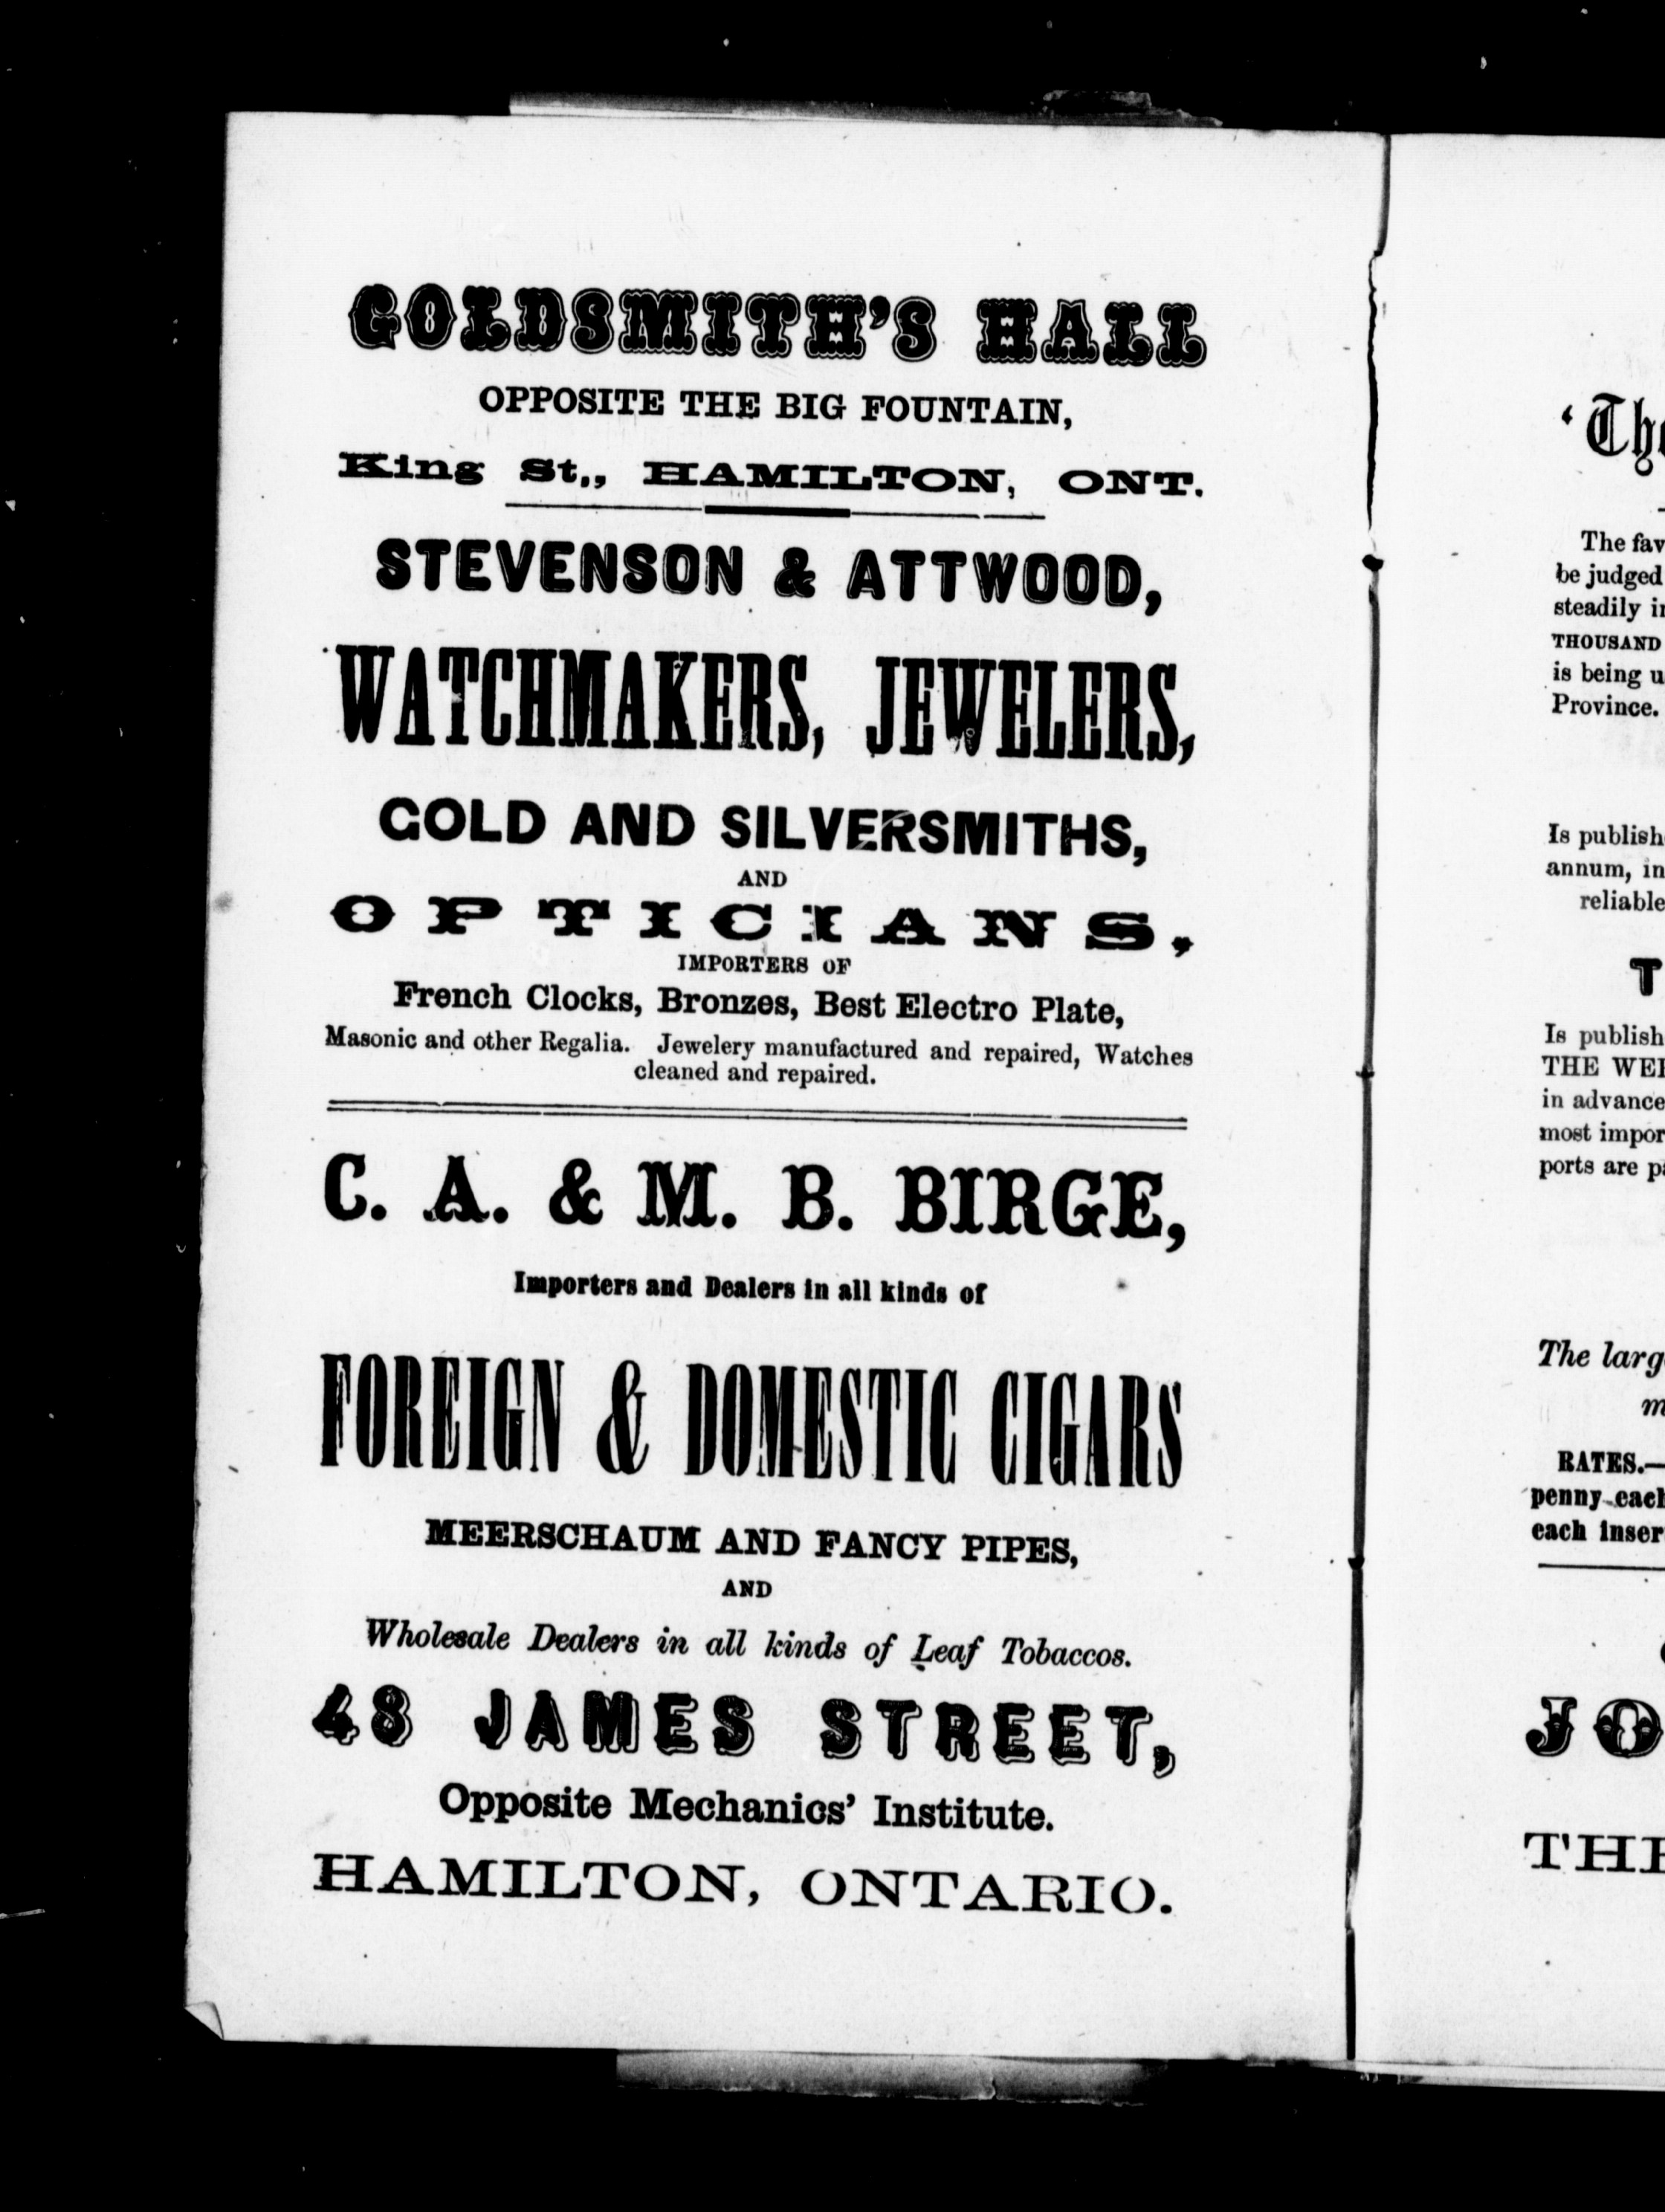 GOLDSMITH'S HALL
OPPOSITE THE BIG FOUNTAIN,
King St., HAMILTON, ONT.
STEVENSON & ATTWOOD,
WATCHMAKERS, JEWELERS,
GOLD AND SILVERSMITHS,
AND
OPTICIANS,
IMPORTERS OF
French Clocks, Bronzes, Best Electro Plate,
Masonic and other Regalia. Jewelery manufactured and repaired, Watches
cleaned and repaired.
C. A. & M. B. BIRGE,
Importers and Dealers in all kinds of
FOREIGN & DOMESTIC CIGARS
MEERSCHAUM AND FANCY PIPES,
AND
Wholesale Dealers in all kinds of Leaf Tobaccos.
48 JAMES STREET,
Opposite Mechanics' Institute.
HAMILTON, ONTARIO.
The
The fav
be judged
steadily
THOUSAND
is being
Province.
Is publish
annum, in
reliable
T
Is publish
THE WE
in advance
most impor
ports are
The larg
m
RATES.—
penny each
each inser
JO
THE